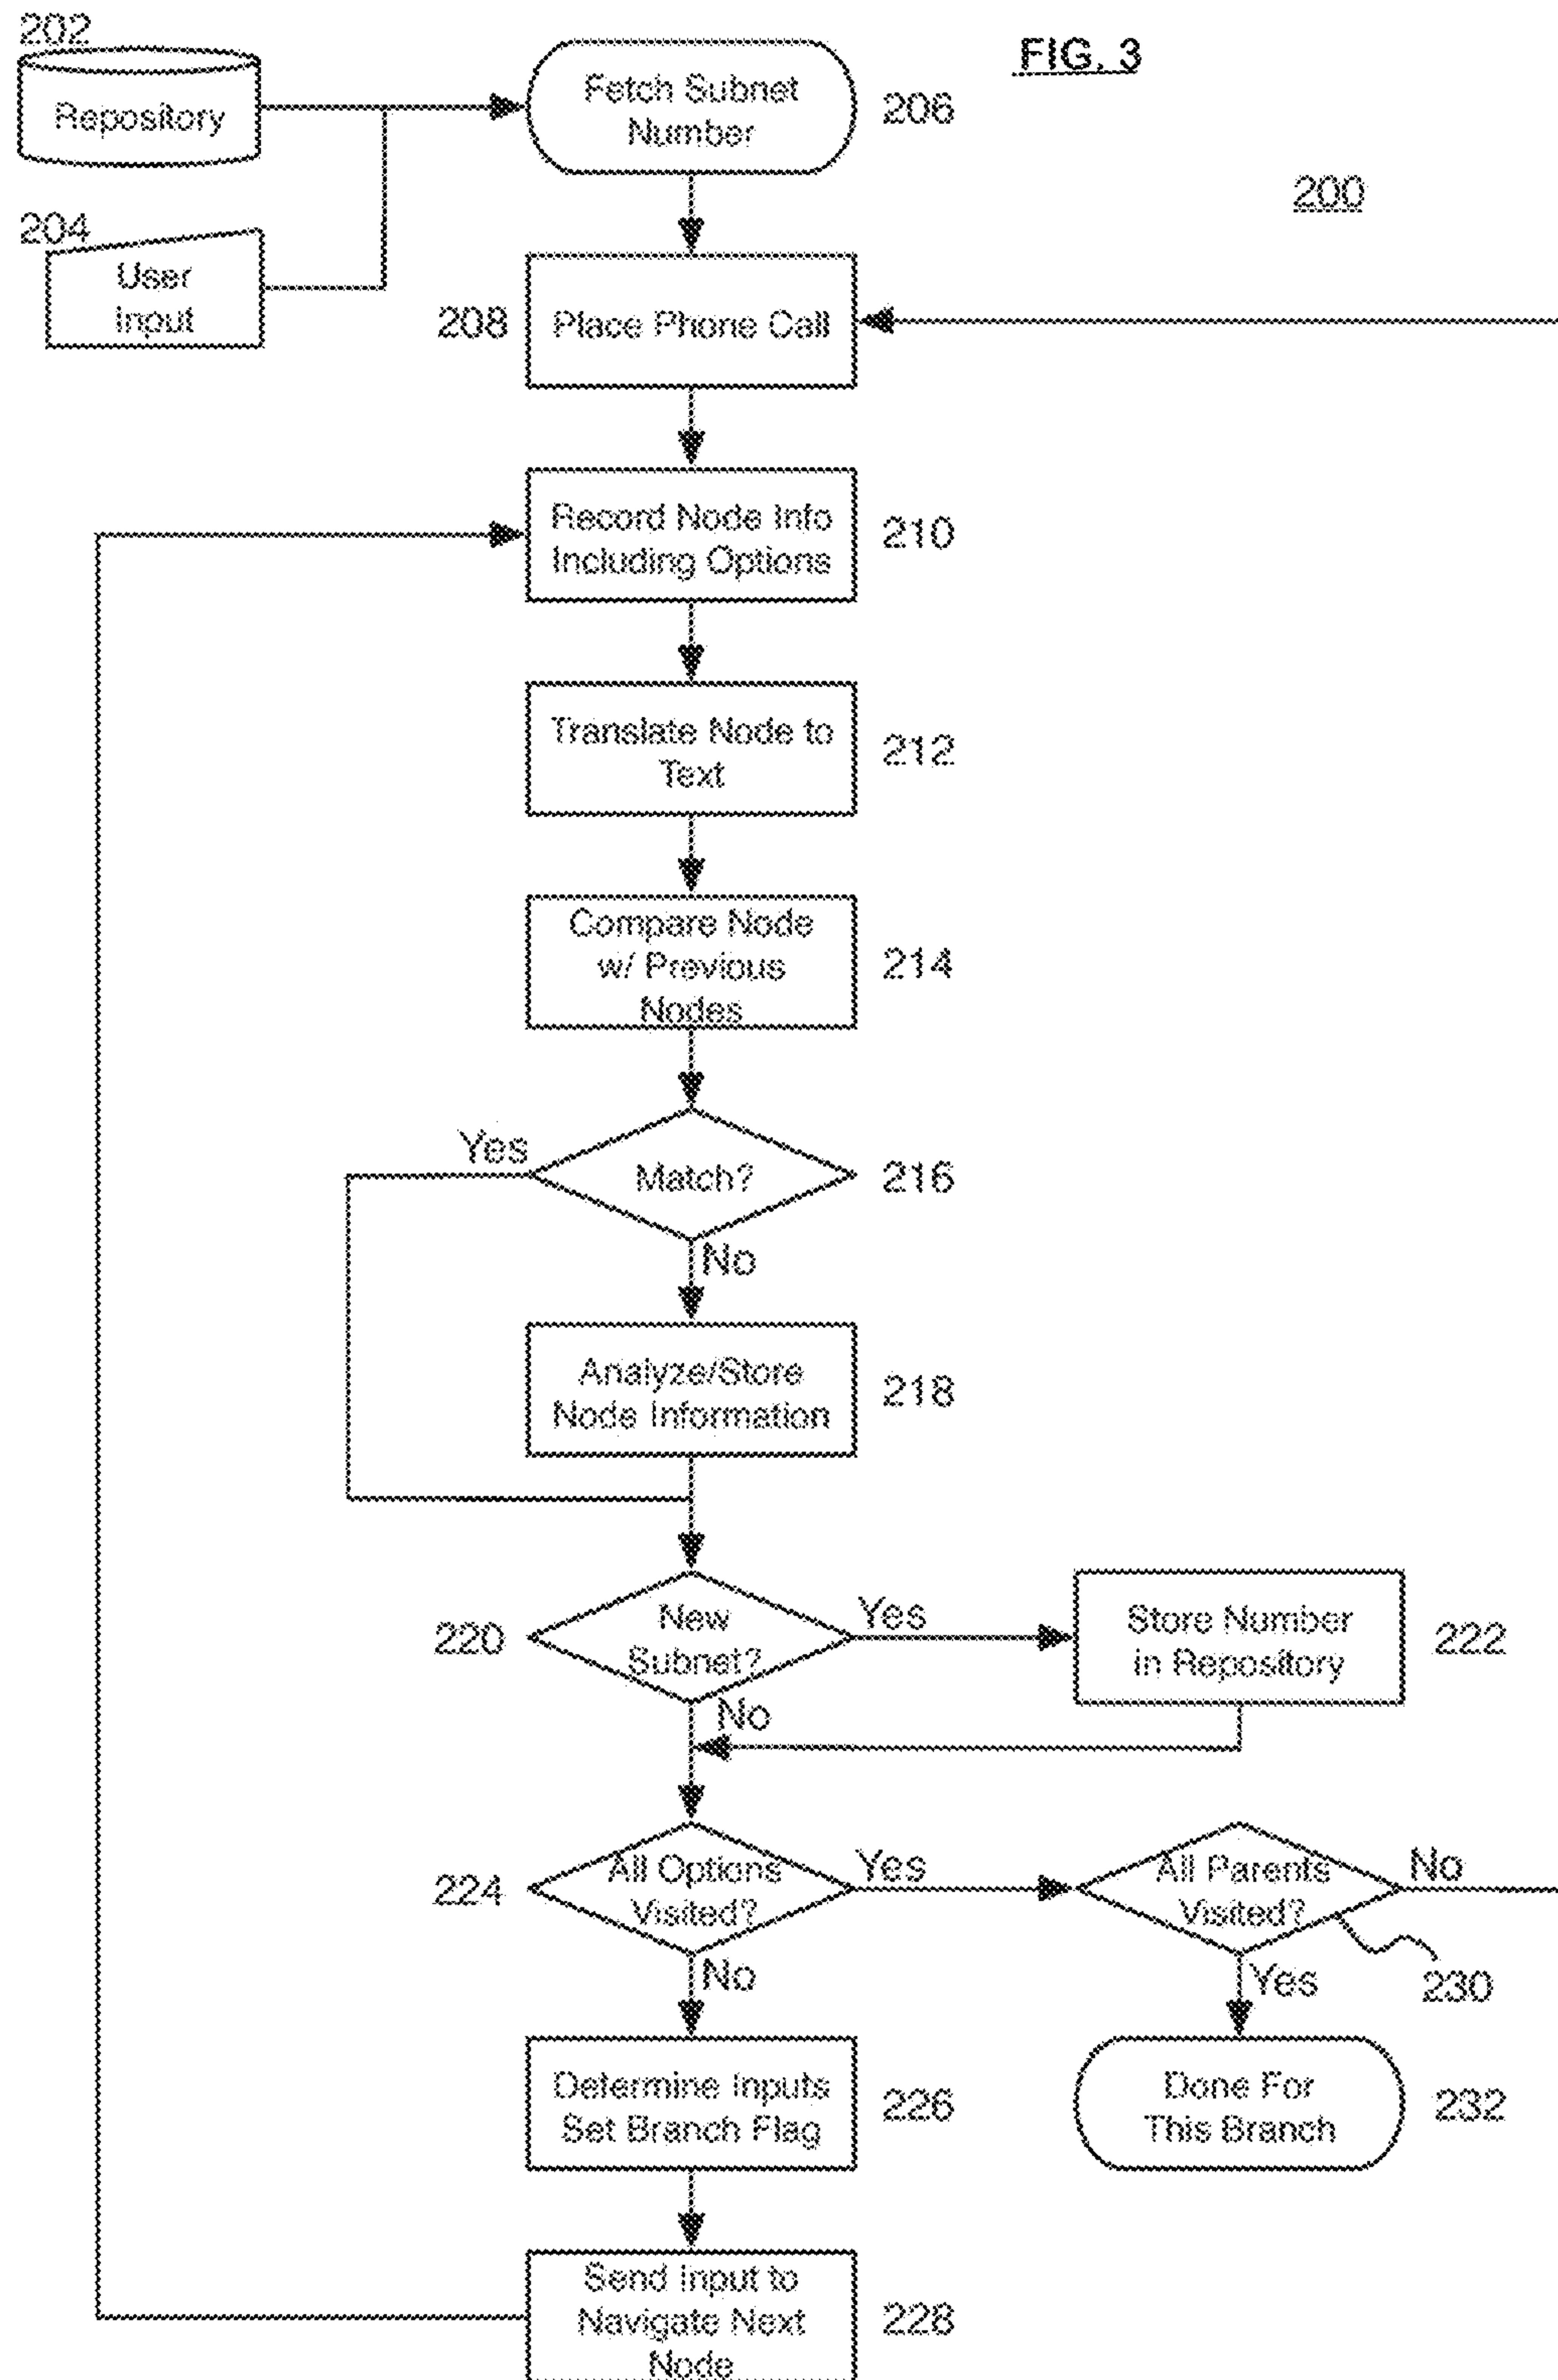 202
FIG. 3
Repository
Fetch Subnet
Number
206
200
204
User
Input
208
Place Phone Call
Record Node Info
Including Options
210
Translate Node to
Text
212
Compare Node
w/ Previous
Nodes
214
Yes
Match?
216
No
Analyze/Store
Node Information
218
220
New
Subnet?
Yes
Store Number
in Repository
222
No
224
All Options
Visited?
Yes
All Parents
Visited?
No
230
No
Yes
Determine Inputs
Set Branch Flag
226
Done For
This Branch
232
Send Input to
Navigate Next
Node
228